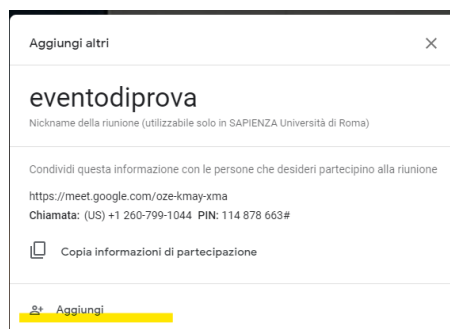 Aggiungi altri
eventodiprova
Nickname della riunione (utilizzabile solo in SAPIENZA Università di Roma)
Condividi questa informazione con le persone che desideri partecipino alla riunione
https://meet.google.com/oze-kmay-xma
Chiamata: (US) +1 260-799-1044 PIN: 114 878 663#
Copia informazioni di partecipazione
Aggiungi